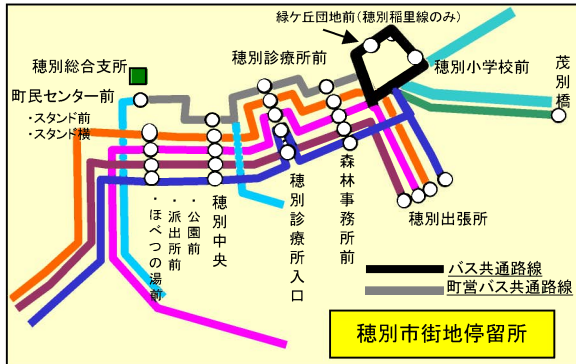 緑ケ丘団地前(穂別稲里線のみ)
穂別診療所前
穂別総合支所
穂別小学校前
茂別橋
町民センター前
・スタンド前
・スタンド横
・ほべつの湯前
・派出所前
・公園前
穂別中央
穂別診療所入口
森林事務所前
穂別出張所
バス共通路線
町営バス共通路線
穂別市街地停留所